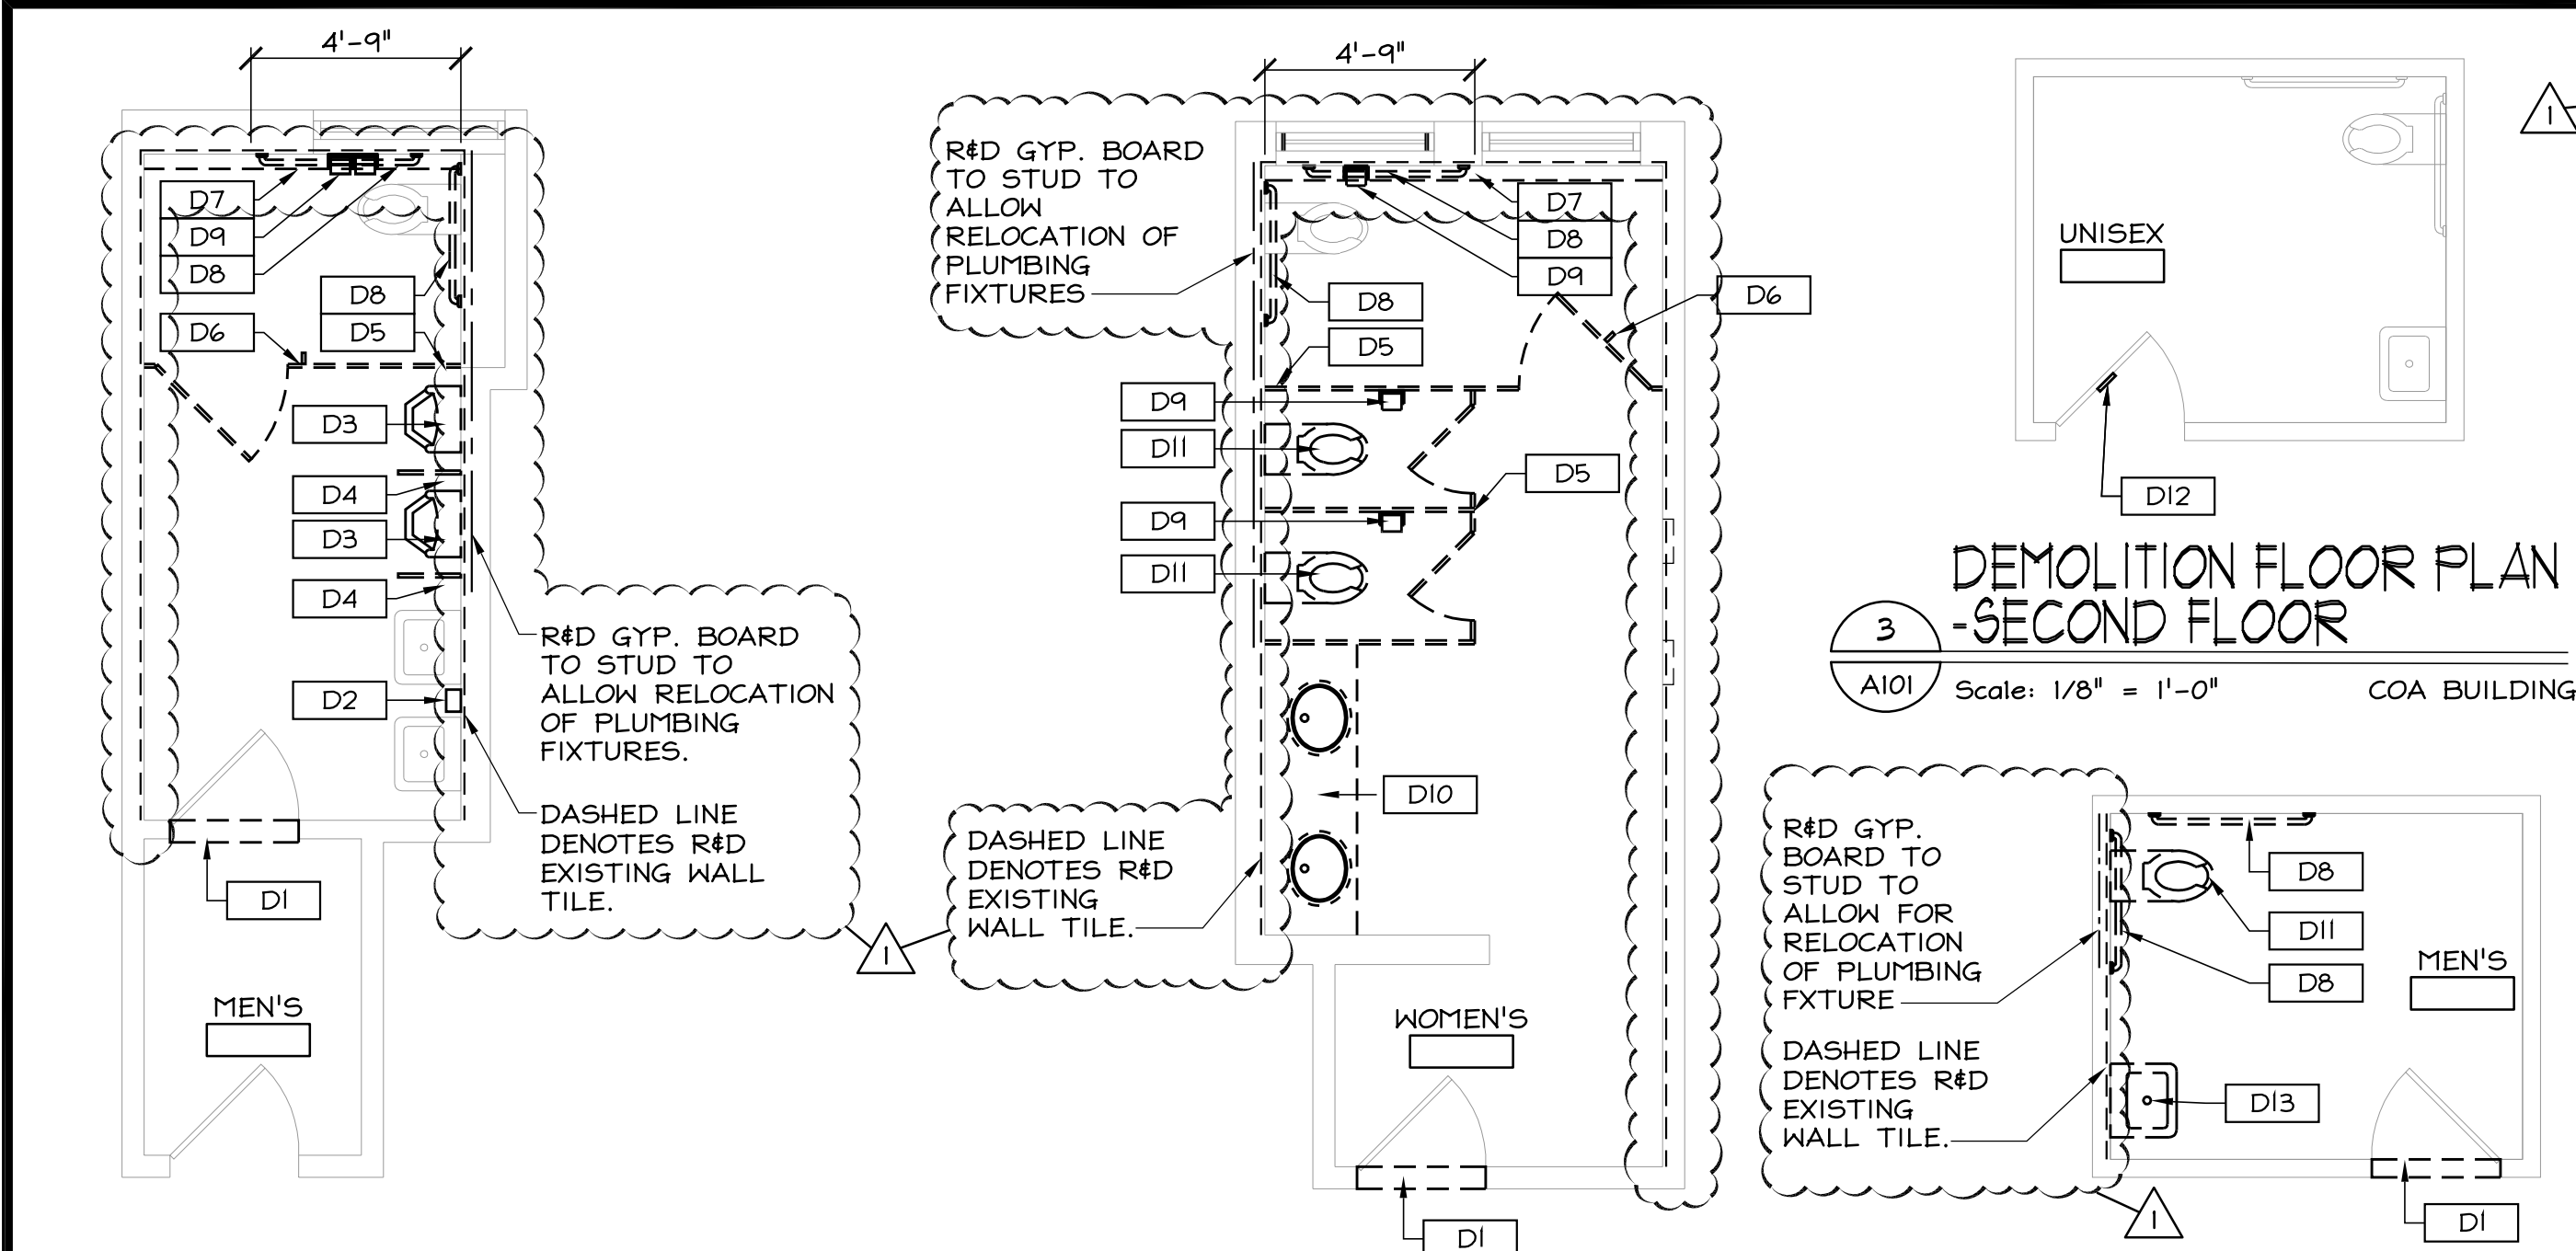 4'-9"
D7
D9
D8
D8
D6
D5
D3
D4
D3
D4
D2
R&D GYP. BOARD
TO STUD TO
ALLOW RELOCATION
OF PLUMBING
FIXTURES.
DASHED LINE
DENOTES R&D
EXISTING WALL
TILE.
D1
MEN'S
1
4'-9"
R&D GYP. BOARD
TO STUD TO
ALLOW
RELOCATION OF
PLUMBING
FIXTURES
D7
D8
D9
D6
D8
D5
D9
D11
D5
D9
D11
D10
DASHED LINE
DENOTES R&D
EXISTING
WALL TILE.
WOMEN'S
D1
1
UNISEX
D12
DEMOLITION FLOOR PLAN
-SECOND FLOOR
3
A101
Scale: 1/8" = 1'-0"
COA BUILDING
R&D GYP.
BOARD TO
STUD TO
ALLOW FOR
RELOCATION
OF PLUMBING
FXTURE
DASHED LINE
DENOTES R&D
EXISTING
WALL TILE.
D8
D11
D8
MEN'S
D13
1
D1